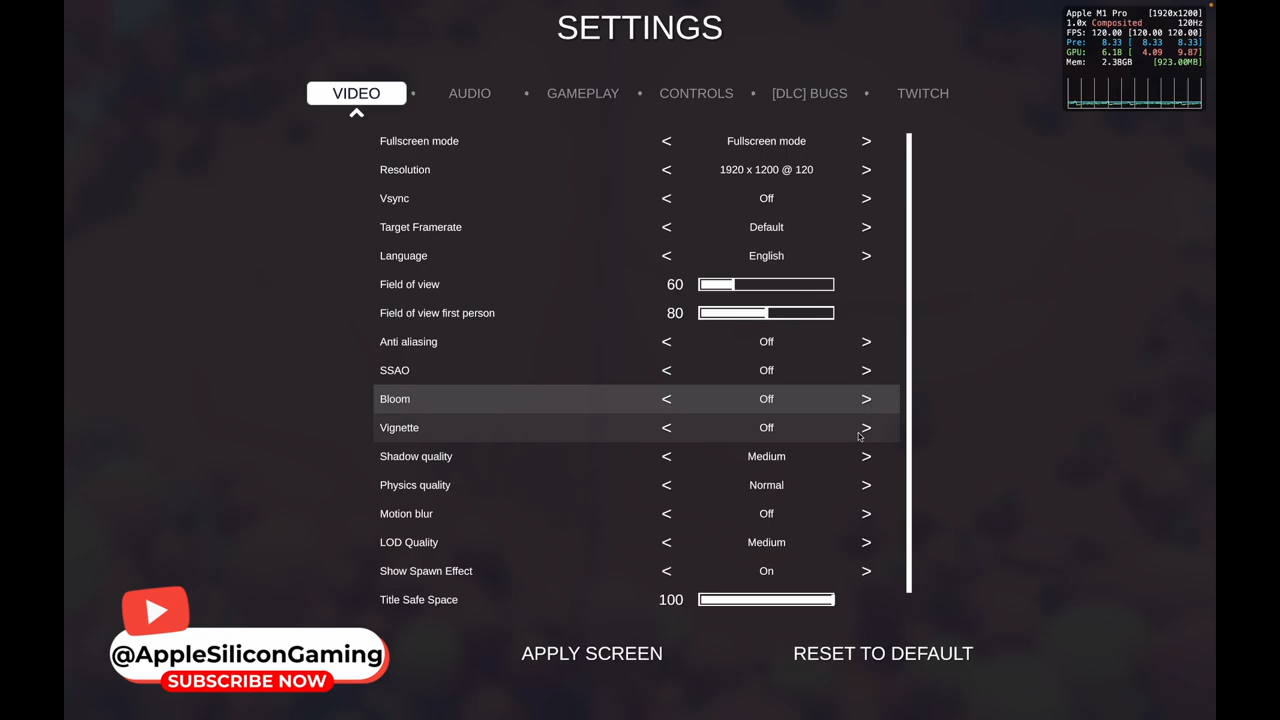 SETTINGS
Apple M1 Pro [1920x1200]
1.0x Composited 120Hz
FPS: 120.00 [120.00 120.00]
Pre: 8.33 [ 8.33 8.33]
GPU: 6.18 [ 4.09 9.87]
Mem: 2.38GB [923.00MB]
VIDEO • AUDIO • GAMEPLAY • CONTROLS • [DLC] BUGS • TWITCH
Fullscreen mode < Fullscreen mode >
Resolution < 1920 x 1200 @ 120 >
Vsync < Off >
Target Framerate < Default >
Language < English >
Field of view 60
Field of view first person 80
Anti aliasing < Off >
SSAO < Off >
Bloom < Off >
Vignette < Off >
Shadow quality < Medium >
Physics quality < Normal >
Motion blur < Off >
LOD Quality < Medium >
Show Spawn Effect < On >
Title Safe Space 100
@AppleSiliconGaming
SUBSCRIBE NOW
APPLY SCREEN RESET TO DEFAULT